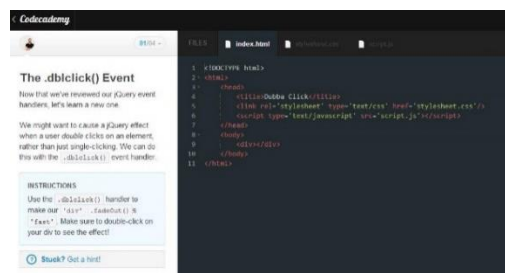 Codecademy
FILES
index.html
stylesheet.css
script.js
The .dblclick() Event
Now that we've reviewed our jQuery event
handlers, let's learn a new one.
We might want to cause a jQuery effect
when a user double clicks on an element,
rather than just single-clicking. We can do
this with the .dblclick() event handler.
INSTRUCTIONS
Use the .dblclick() handler to
make our 'div' .fadeOut()
"fast". Make sure to double-click on
your div to see the effect!
Stuck? Get a hint!
1 <!DOCTYPE html>
2 <html>
3 <head>
4 <title>Dubba Click</title>
5 <link rel='stylesheet' type='text/css' href='stylesheet.css'/>
6 <script type='text/javascript' src='script.js'></script>
7 </head>
8 <body>
9 <div></div>
10 </body>
11 </html>